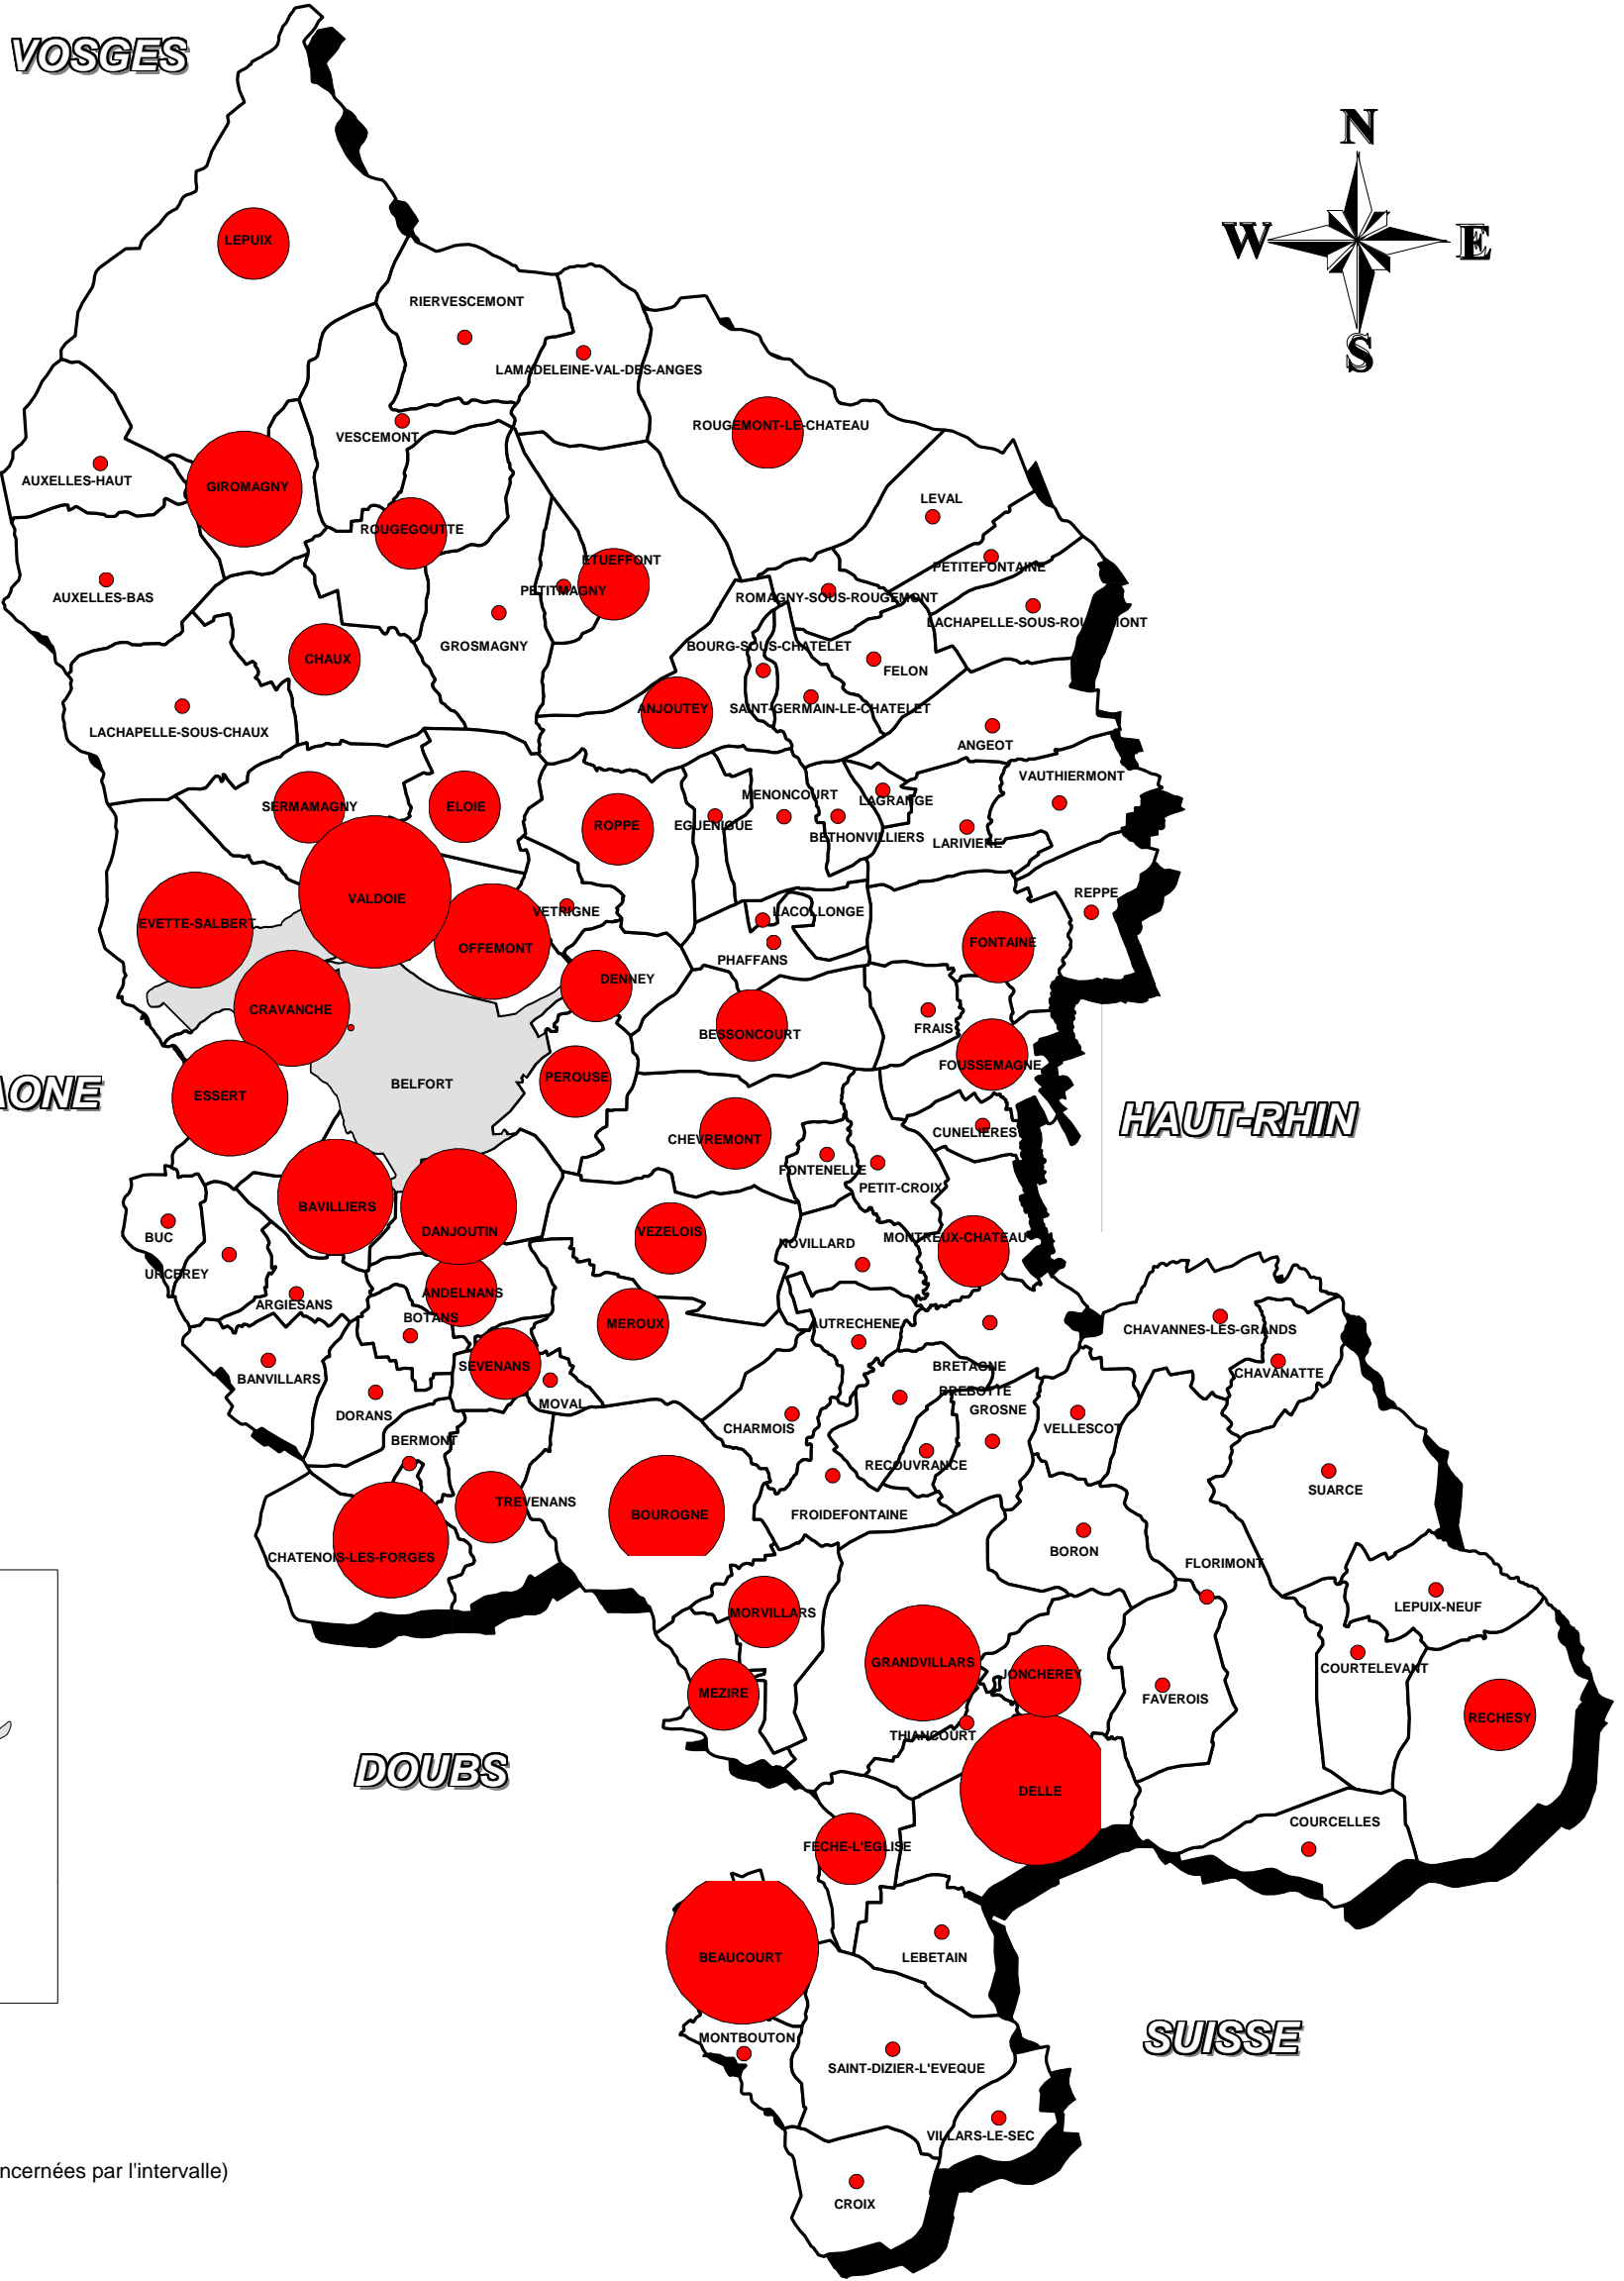 VOSGES
N
W
E
S
LEPUIX
RIERVESCEMONT
LAMADELEINE-VAL-DES-ANGES
ROUGEMONT-LE-CHATEAU
VESCEMONT
AUXELLES-HAUT
GIROMAGNY
LEVAL
ROUGEGOUTTE
ETUEFFONT
PETITEFONTAINE
PETITMAGNY
AUXELLES-BAS
ROMAGNY-SOUS-ROUGEMONT
LACHAPELLE-SOUS-ROU MONT
GROSMAGNY
BOURG-SOUS-CHATELET
CHAUX
FELON
ANJOUTEY
SAINT-GERMAIN-LE-CHATELET
LACHAPELLE-SOUS-CHAUX
ANGEOT
VAUTHIERMONT
MENONCOURT
LAGRANGE
SERMAMAGNY
ELOIE
ROPPE
EGUENIGUE
BETHONVILLIERS
LARIVIERE
REPPE
VALDOIE
VETRIGNE
LACOLLONGE
EVETTE-SALBERT
OFFEMONT
FONTAINE
PHAFFANS
DENNEY
CRAVANCHE
BESSONCOURT
FRAIS
FOUSSEMAGNE
PEROUSE
BELFORT
AONE
ESSERT
HAUT-RHIN
CUNELIERES
CHEVREMONT
FONTENELLE
PETIT-CROIX
BAVILLIERS
DANJOUTIN
VEZELOIS
BUC
MONTREUX-CHATEAU
NOVILLARD
URCEREY
ANDELNANS
ARGIESANS
BOTANS
MEROUX
AUTRECHENE
CHAVANNES-LES-GRANDS
SEVENANS
BRETAGNE
CHAVANATTE
BANVILLARS
BREBOTTE
MOVAL
GROSNE
DORANS
CHARMOIS
VELLESCOT
BERMONT
RECOUVRANCE
SUARCE
TREVENANS
BOUROGNE
FROIDEFONTAINE
BORON
CHATENOIS-LES-FORGES
FLORIMONT
LEPUIX-NEUF
MORVILLARS
GRANDVILLARS
JONCHEREY
COURTELEVANT
MEZIRE
FAVEROIS
RECHESY
THIANCOURT
DOUBS
DELLE
COURCELLES
FECHE-L'EGLISE
BEAUCOURT
LEBETAIN
MONTBOUTON
SUISSE
SAINT-DIZIER-L'EVEQUE
VILLARS-LE-SEC
ncernées par l'intervalle)
CROIX